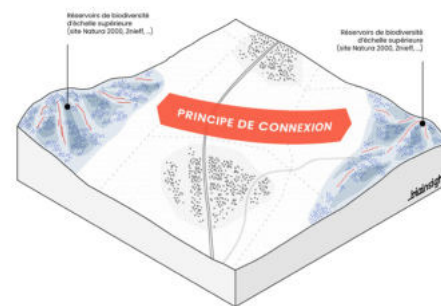 Réservoirs de biodiversité
d'échelle supérieure
(site Natura 2000, Znieff, ...)
Réservoirs de biodiversité
d'échelle supérieure
(site Natura 2000, Znieff, ...)
PRINCIPE DE CONNEXION